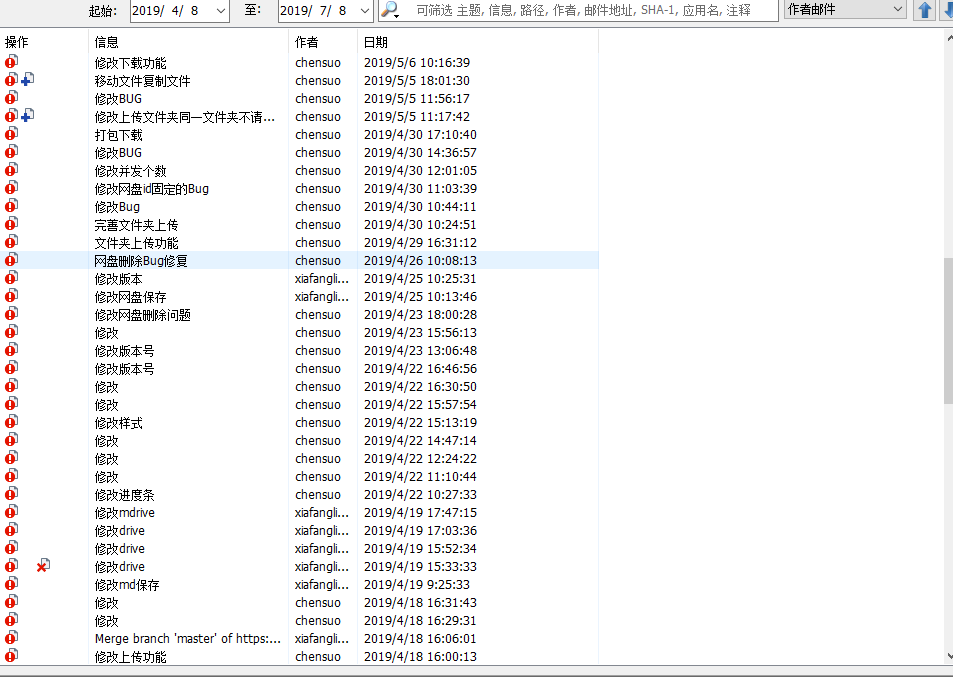 起始: 2019/ 4/ 8 至: 2019/ 7/ 8 可筛选 主题, 信息, 路径, 作者, 邮件地址, SHA-1, 应用名, 注释 作者邮件
操作 信息 作者 日期
修改下载功能 chensuo 2019/5/6 10:16:39
移动文件复制文件 chensuo 2019/5/5 18:01:30
修改BUG chensuo 2019/5/5 11:56:17
修改上传文件夹同一文件夹不请... chensuo 2019/5/5 11:17:42
打包下载 chensuo 2019/4/30 17:10:40
修改BUG chensuo 2019/4/30 14:36:57
修改并发个数 chensuo 2019/4/30 12:01:05
修改网盘id固定的Bug chensuo 2019/4/30 11:03:39
修改Bug chensuo 2019/4/30 10:44:11
完善文件夹上传 chensuo 2019/4/30 10:24:51
文件夹上传功能 chensuo 2019/4/29 16:31:12
网盘删除Bug修复 chensuo 2019/4/26 10:08:13
修改版本 xiafangli... 2019/4/25 10:25:31
修改网盘保存 xiafangli... 2019/4/25 10:13:46
修改网盘删除问题 chensuo 2019/4/23 18:00:28
修改 chensuo 2019/4/23 15:56:13
修改版本号 chensuo 2019/4/23 13:06:48
修改版本号 chensuo 2019/4/22 16:46:56
修改 chensuo 2019/4/22 16:30:50
修改 chensuo 2019/4/22 15:57:54
修改样式 chensuo 2019/4/22 15:13:19
修改 chensuo 2019/4/22 14:47:14
修改 chensuo 2019/4/22 12:24:22
修改 chensuo 2019/4/22 11:10:44
修改进度条 chensuo 2019/4/22 10:27:33
修改mdrive xiafangli... 2019/4/19 17:47:15
修改drive xiafangli... 2019/4/19 17:03:36
修改drive xiafangli... 2019/4/19 15:52:34
修改drive xiafangli... 2019/4/19 15:33:33
修改md保存 xiafangli... 2019/4/19 9:25:33
修改 chensuo 2019/4/18 16:31:43
修改 chensuo 2019/4/18 16:29:31
Merge branch 'master' of https:... xiafangli... 2019/4/18 16:06:01
修改上传功能 chensuo 2019/4/18 16:00:13